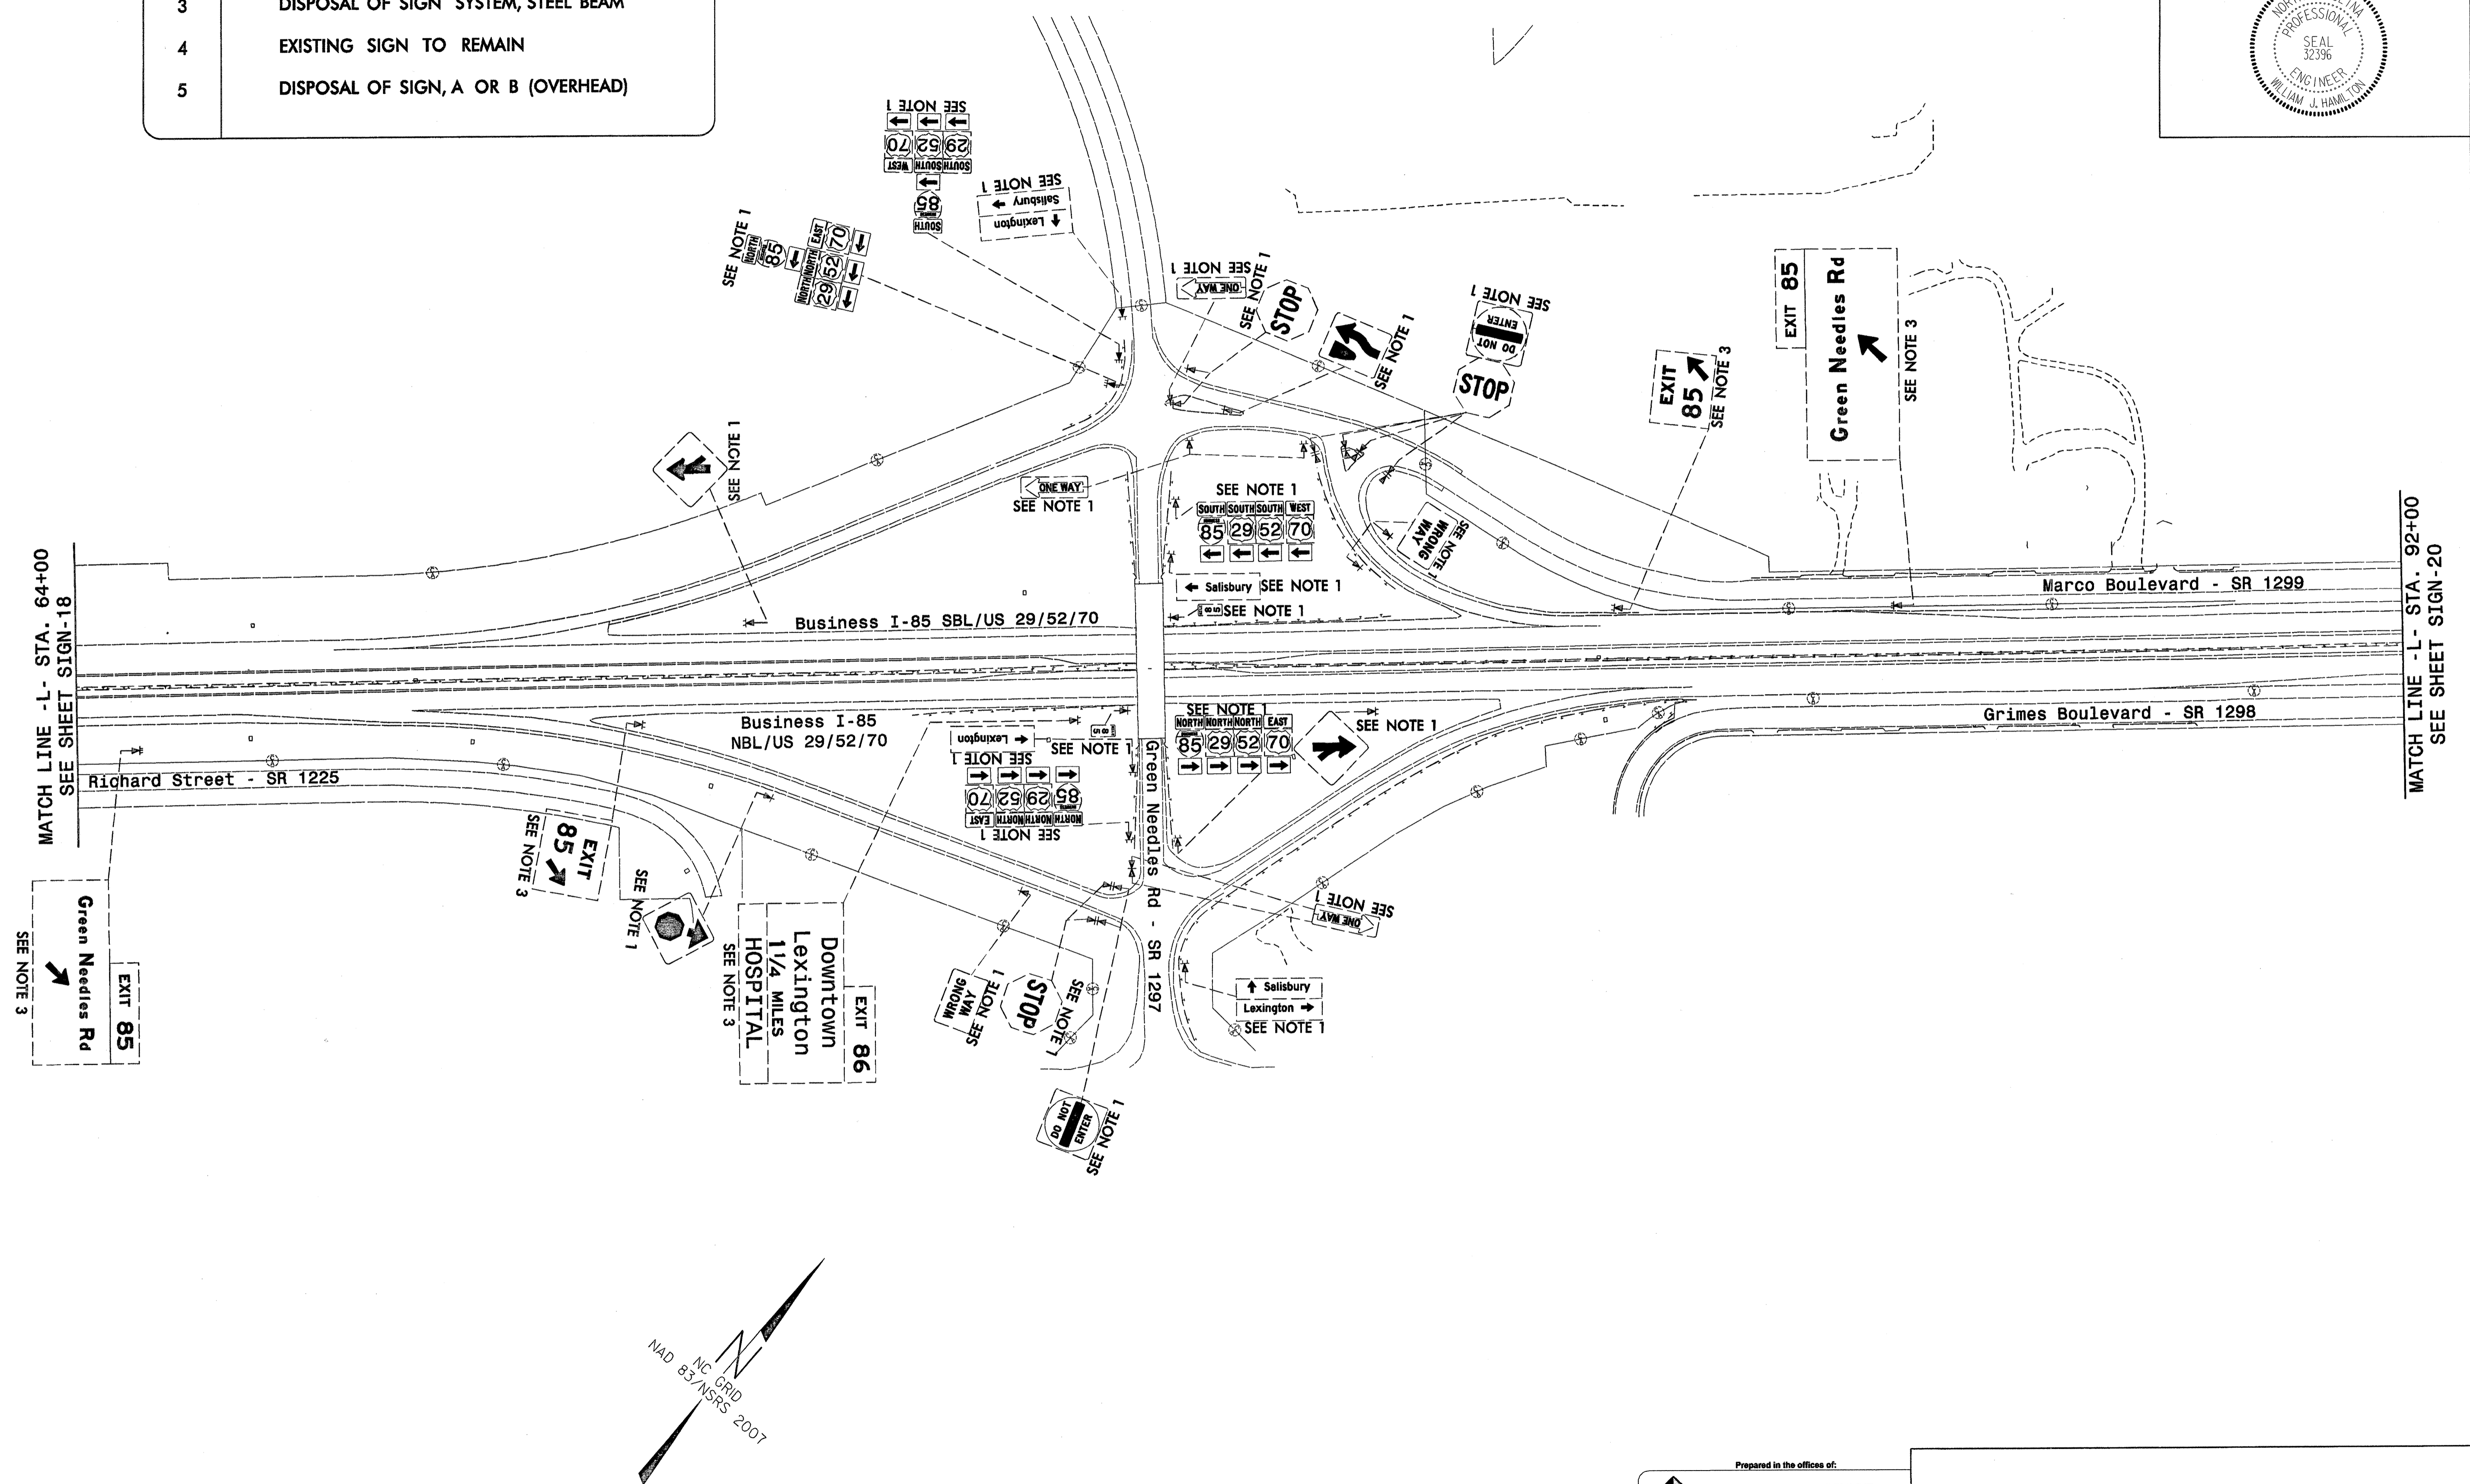 3 DISPOSAL OF SIGN SYSTEM, STEEL BEAM
4 EXISTING SIGN TO REMAIN
5 DISPOSAL OF SIGN, A OR B (OVERHEAD)
PROFESSIONAL
SEAL
32396
ENGINEER
WILLIAM J. HAMILTON
SEE NOTE 1
70 52 29
WEST SOUTH SOUTH
85
SOUTH
SEE NOTE 1
Salisbury
Lexington
SEE NOTE 1
NORTH
85
NORTH NORTH EAST
29 52 70
SEE NOTE 1
ONE WAY
SEE NOTE 1
STOP
SEE NOTE 1
SEE NOTE 1
DO NOT
ENTER
STOP
EXIT
85
SEE NOTE 3
EXIT 85
Green Needles Rd
SEE NOTE 3
SEE NOTE 1
ONE WAY
SEE NOTE 1
SEE NOTE 1
SOUTH SOUTH SOUTH WEST
85 29 52 70
WRONG
WAY
SEE NOTE 1
Salisbury SEE NOTE 1
SEE NOTE 1
MATCH LINE -L- STA. 64+00
SEE SHEET SIGN-18
MATCH LINE -L- STA. 92+00
SEE SHEET SIGN-20
Marco Boulevard - SR 1299
Business I-85 SBL/US 29/52/70
Business I-85
NBL/US 29/52/70
Grimes Boulevard - SR 1298
Richard Street - SR 1225
Lexington
SEE NOTE 1
SEE NOTE 1
SEE NOTE 1
NORTH NORTH NORTH EAST
85 29 52 70
SEE NOTE 1
70 52 29 85
EAST NORTH NORTH NORTH
SEE NOTE 1
Green Needles Rd - SR 1297
EXIT
85
SEE NOTE 3
SEE NOTE 1
EXIT 85
Green Needles Rd
SEE NOTE 3
EXIT 86
Downtown
Lexington
1 1/4 MILES
HOSPITAL
SEE NOTE 3
WRONG
WAY
SEE NOTE 1
STOP
SEE NOTE 1
SEE NOTE 1
ONE WAY
Salisbury
Lexington
SEE NOTE 1
DO NOT
ENTER
SEE NOTE 1
N
NC GRID
NAD 83/NSRS 2007
Prepared in the offices of: